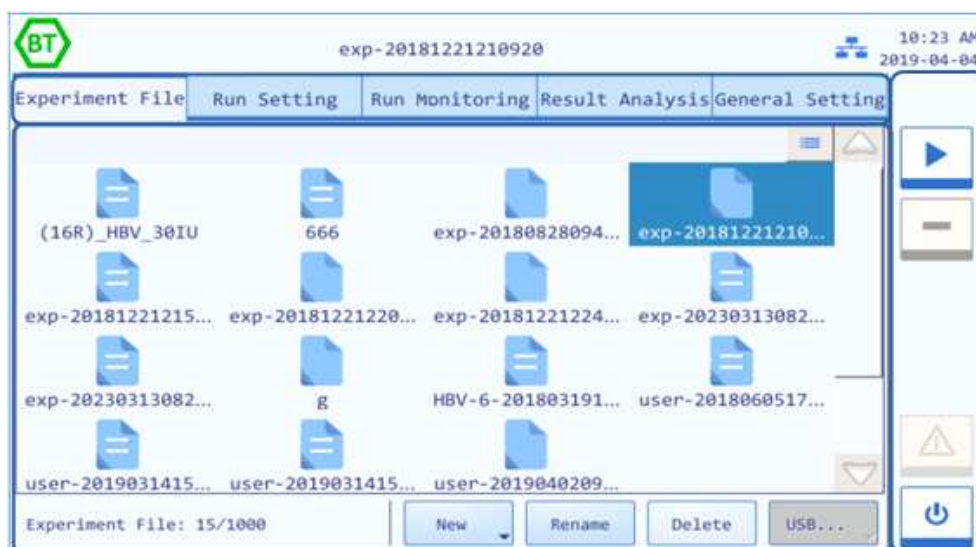 BT
exp-20181221210920
10:23 AM
2019-04-04
Experiment File Run Setting Run Monitoring Result Analysis General Setting
(16R)_HBV_30IU 666 exp-20180828094... exp-20181221210...
exp-20181221215... exp-20181221220... exp-20181221224... exp-20230313082...
exp-20230313082... g HBV-6-201803191... user-2018060517...
user-2019031415... user-2019031415... user-2019040209...
Experiment File: 15/1000 New Rename Delete USB...